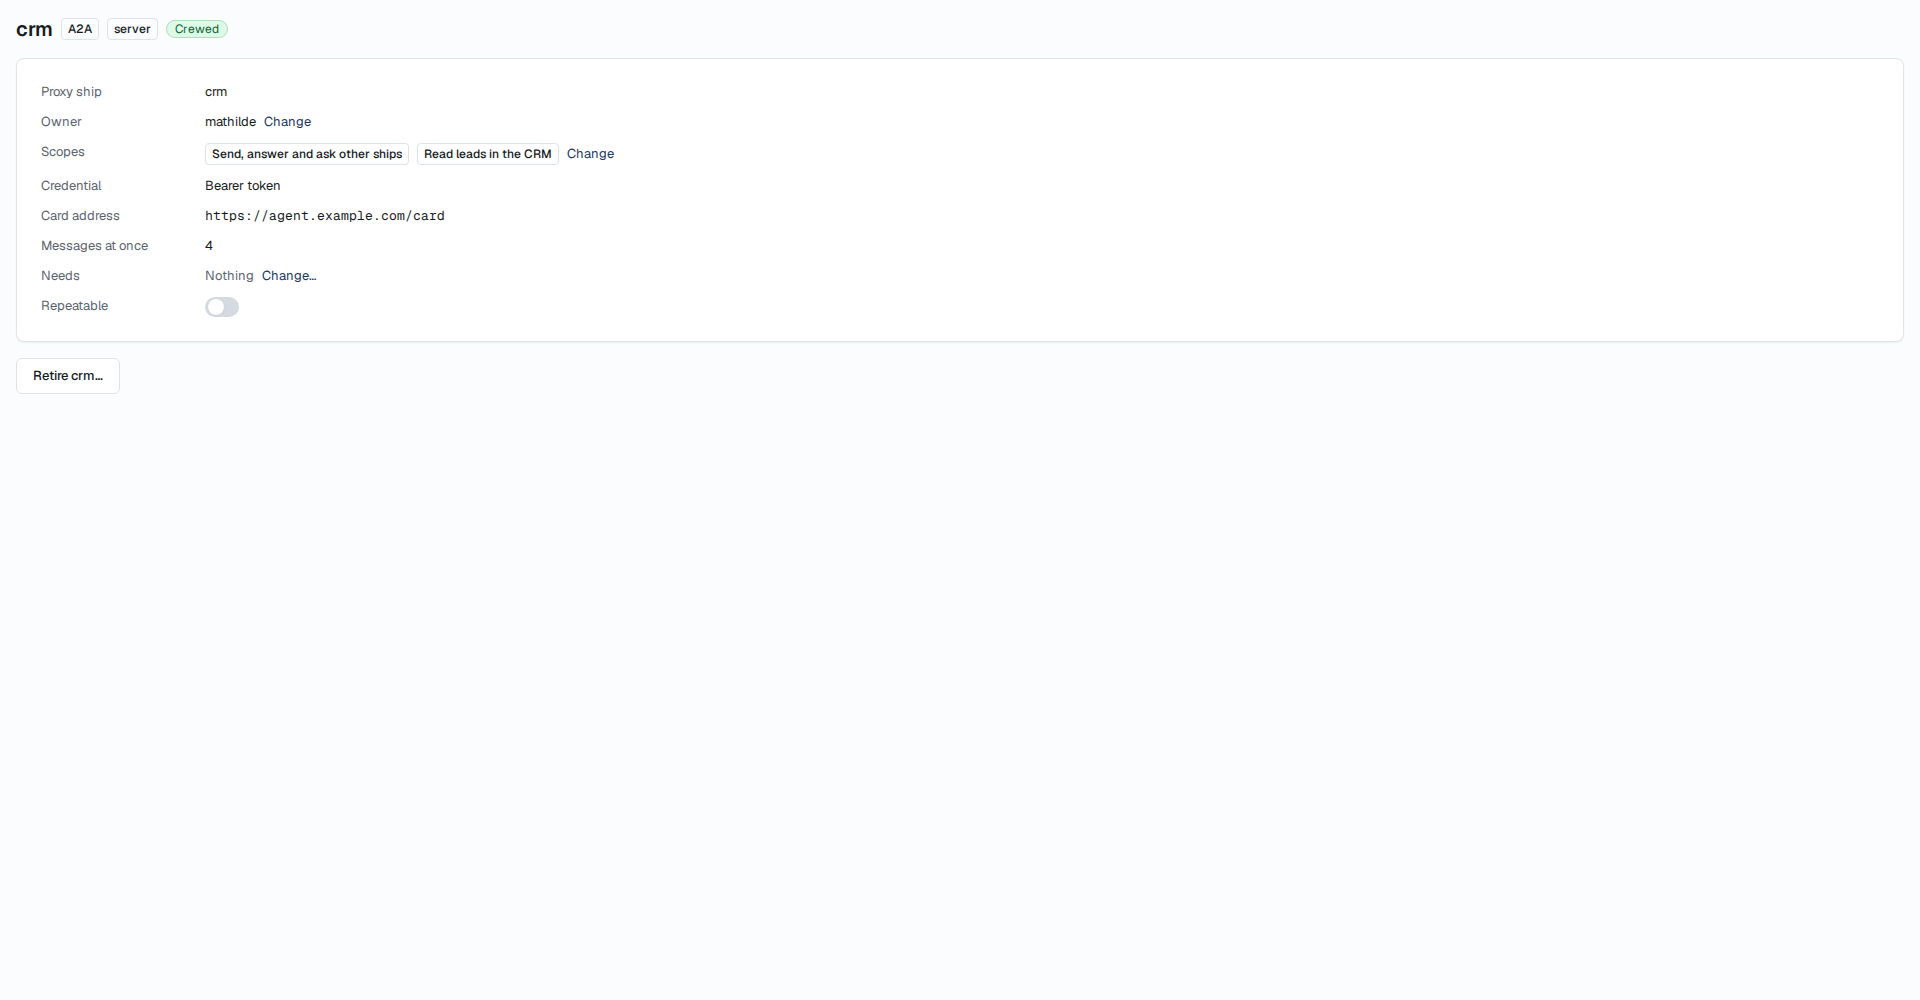 crm A2A server Crewed
Proxy ship crm
Owner mathilde Change
Scopes Send, answer and ask other ships Read leads in the CRM Change
Credential Bearer token
Card address https://agent.example.com/card
Messages at once 4
Needs Nothing Change...
Repeatable
Retire crm...